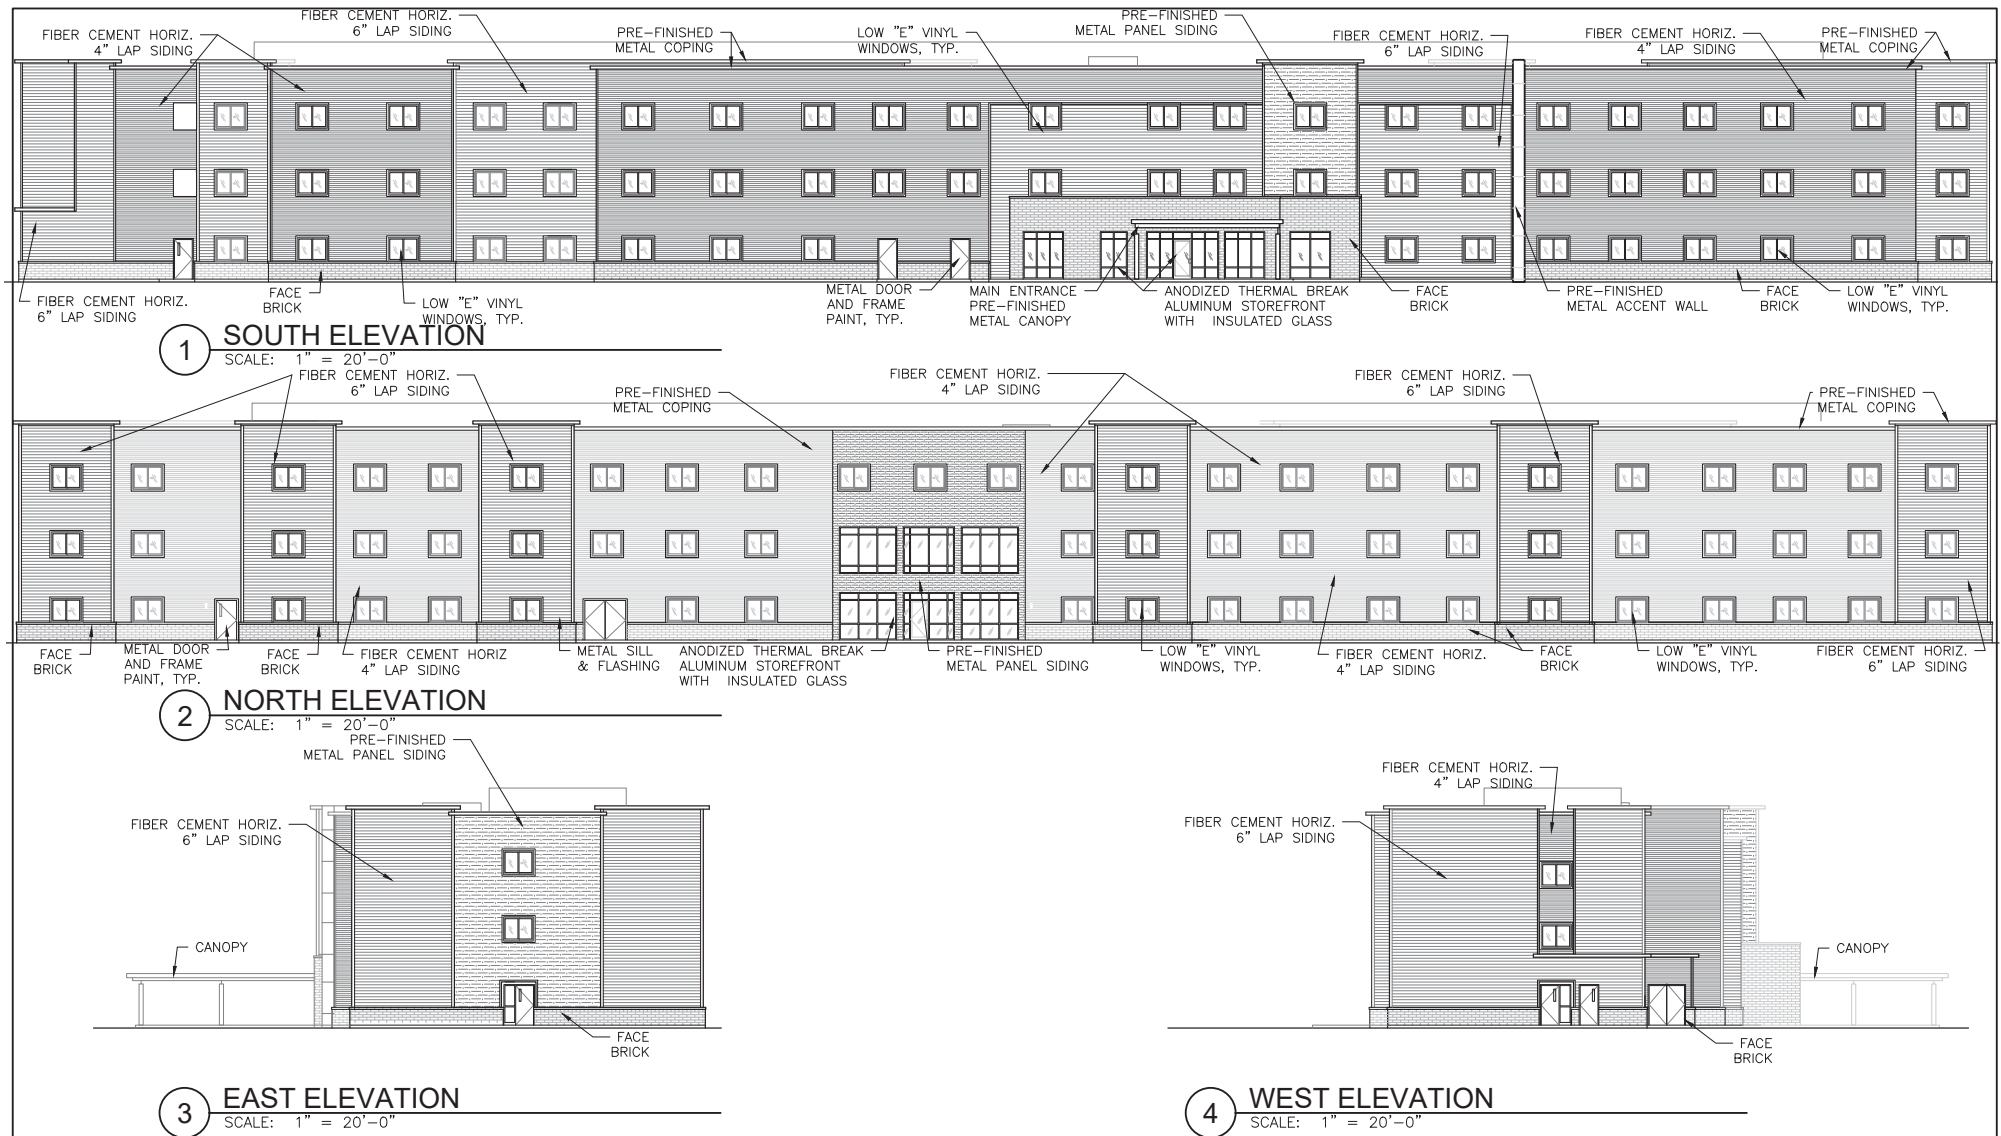 FIBER CEMENT HORIZ.
4" LAP SIDING
FIBER CEMENT HORIZ.
6" LAP SIDING
PRE-FINISHED
METAL COPING
LOW "E" VINYL
WINDOWS, TYP.
PRE-FINISHED
METAL PANEL SIDING
FIBER CEMENT HORIZ.
6" LAP SIDING
FIBER CEMENT HORIZ.
4" LAP SIDING
PRE-FINISHED
METAL COPING
FIBER CEMENT HORIZ.
6" LAP SIDING
FACE
BRICK
LOW "E" VINYL
WINDOWS, TYP.
METAL DOOR
AND FRAME
PAINT, TYP.
MAIN ENTRANCE
PRE-FINISHED
METAL CANOPY
ANODIZED THERMAL BREAK
ALUMINUM STOREFRONT
WITH INSULATED GLASS
FACE
BRICK
PRE-FINISHED
METAL ACCENT WALL
FACE
BRICK
LOW "E" VINYL
WINDOWS, TYP.
1
SOUTH ELEVATION
SCALE: 1" = 20'-0"
FIBER CEMENT HORIZ.
6" LAP SIDING
PRE-FINISHED
METAL COPING
FIBER CEMENT HORIZ.
4" LAP SIDING
FIBER CEMENT HORIZ.
6" LAP SIDING
PRE-FINISHED
METAL COPING
FACE
BRICK
METAL DOOR
AND FRAME
PAINT, TYP.
FACE
BRICK
FIBER CEMENT HORIZ
4" LAP SIDING
METAL SILL
& FLASHING
ANODIZED THERMAL BREAK
ALUMINUM STOREFRONT
WITH INSULATED GLASS
PRE-FINISHED
METAL PANEL SIDING
LOW "E" VINYL
WINDOWS, TYP.
FIBER CEMENT HORIZ.
4" LAP SIDING
FACE
BRICK
LOW "E" VINYL
WINDOWS, TYP.
FIBER CEMENT HORIZ.
6" LAP SIDING
2
NORTH ELEVATION
SCALE: 1" = 20'-0"
PRE-FINISHED
METAL PANEL SIDING
FIBER CEMENT HORIZ.
6" LAP SIDING
CANOPY
FACE
BRICK
3
EAST ELEVATION
SCALE: 1" = 20'-0"
FIBER CEMENT HORIZ.
4" LAP SIDING
FIBER CEMENT HORIZ.
6" LAP SIDING
CANOPY
FACE
BRICK
4
WEST ELEVATION
SCALE: 1" = 20'-0"